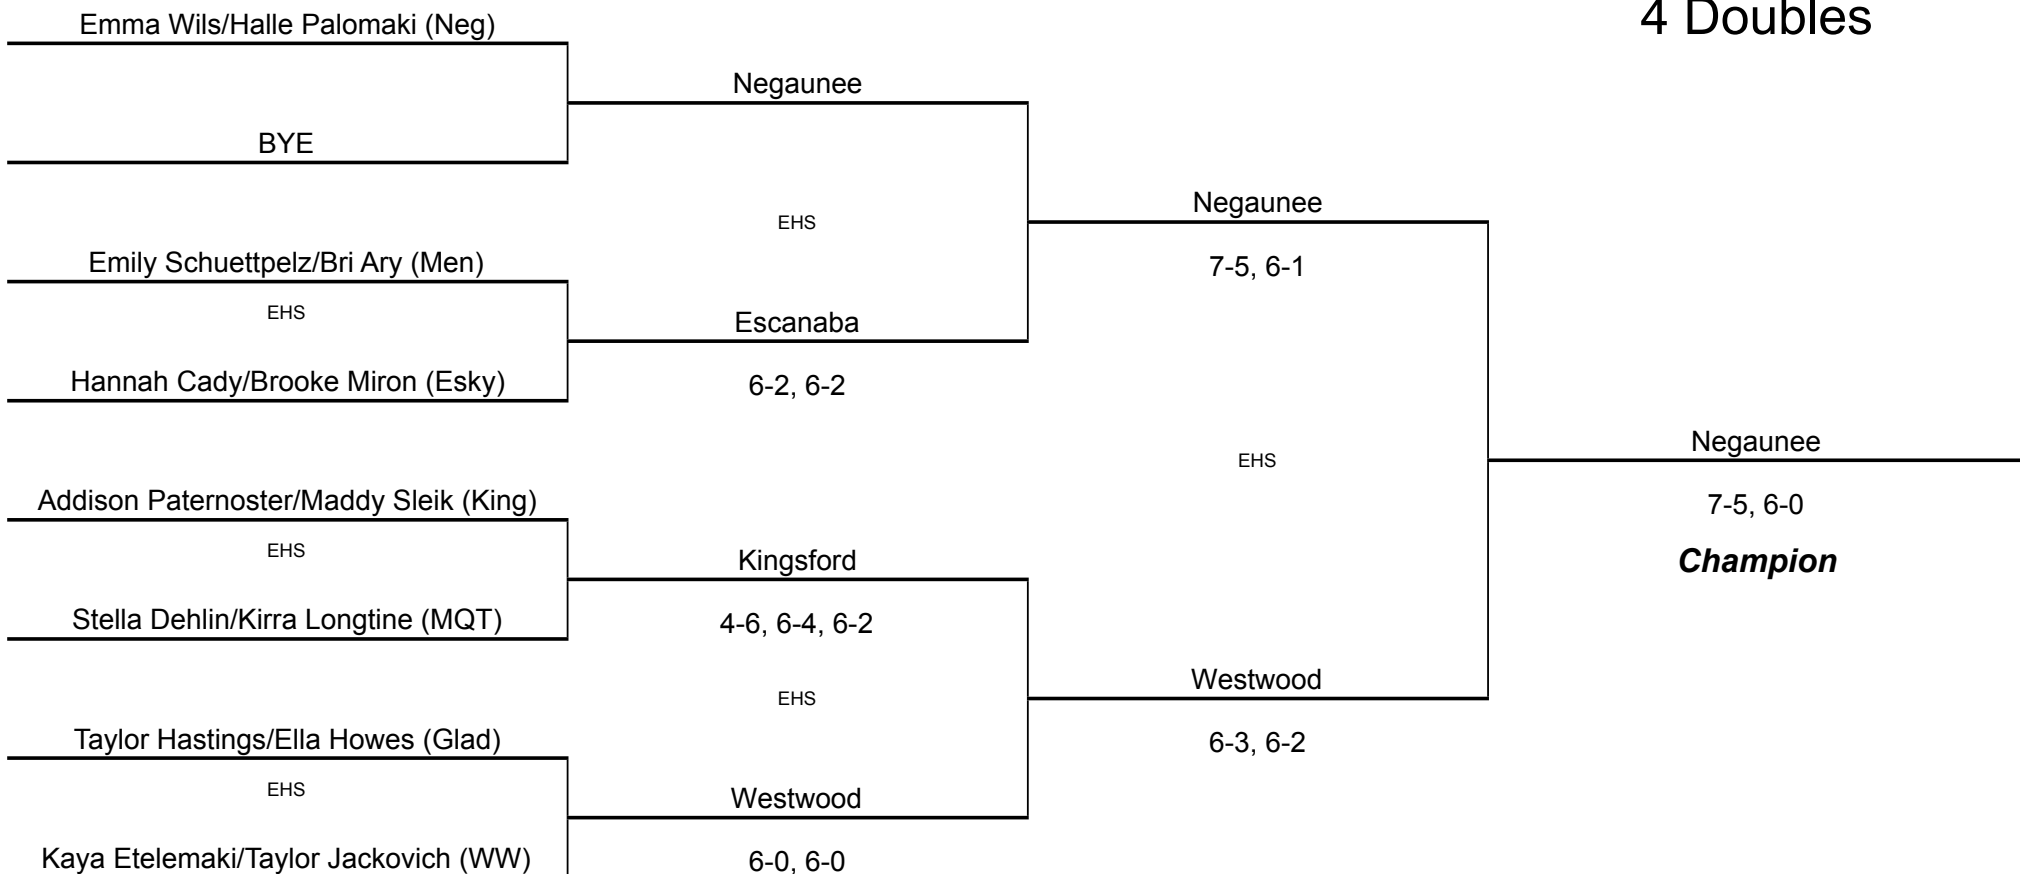 4 Doubles
Emma Wils/Halle Palomaki (Neg)
Negaunee
BYE
Negaunee
EHS
Emily Schuettpelz/Bri Ary (Men)
7-5, 6-1
EHS
Escanaba
Hannah Cady/Brooke Miron (Esky)
6-2, 6-2
Negaunee
EHS
Addison Paternoster/Maddy Sleik (King)
7-5, 6-0
EHS
Kingsford
Champion
Stella Dehlin/Kirra Longtine (MQT)
4-6, 6-4, 6-2
Westwood
EHS
Taylor Hastings/Ella Howes (Glad)
6-3, 6-2
EHS
Westwood
Kaya Etelemaki/Taylor Jackovich (WW)
6-0, 6-0